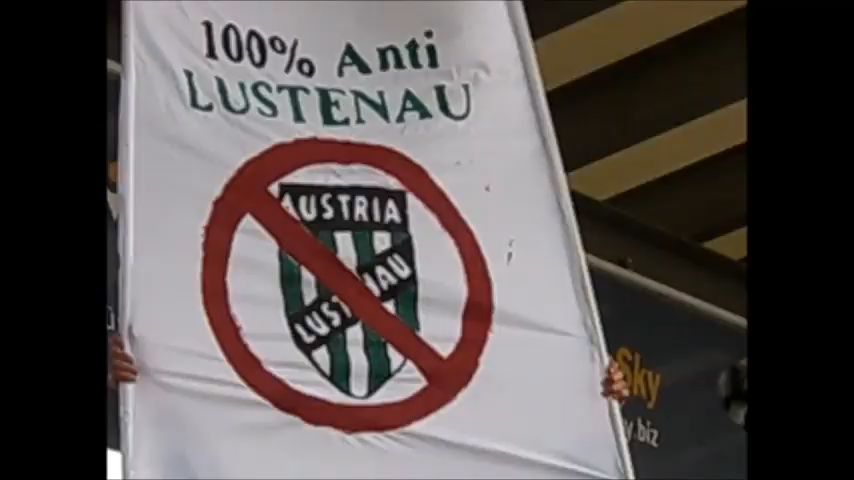 100% Anti
LUSTENAU
AUSTRIA
LUSTENAU
Sky
y.biz